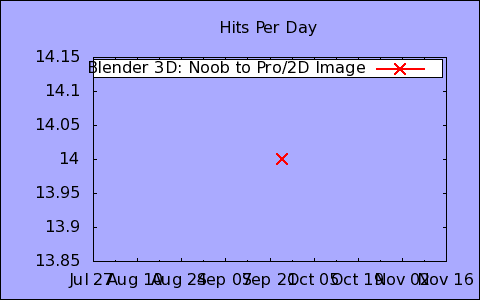 Hits Per Day
14.15
Blender 3D: Noob to Pro/2D Image
14.1
14.05
14
13.95
13.9
13.85
Jul 27 Aug 10 Aug 24 Sep 07 Sep 21 Oct 05 Oct 19 Nov 02 Nov 16